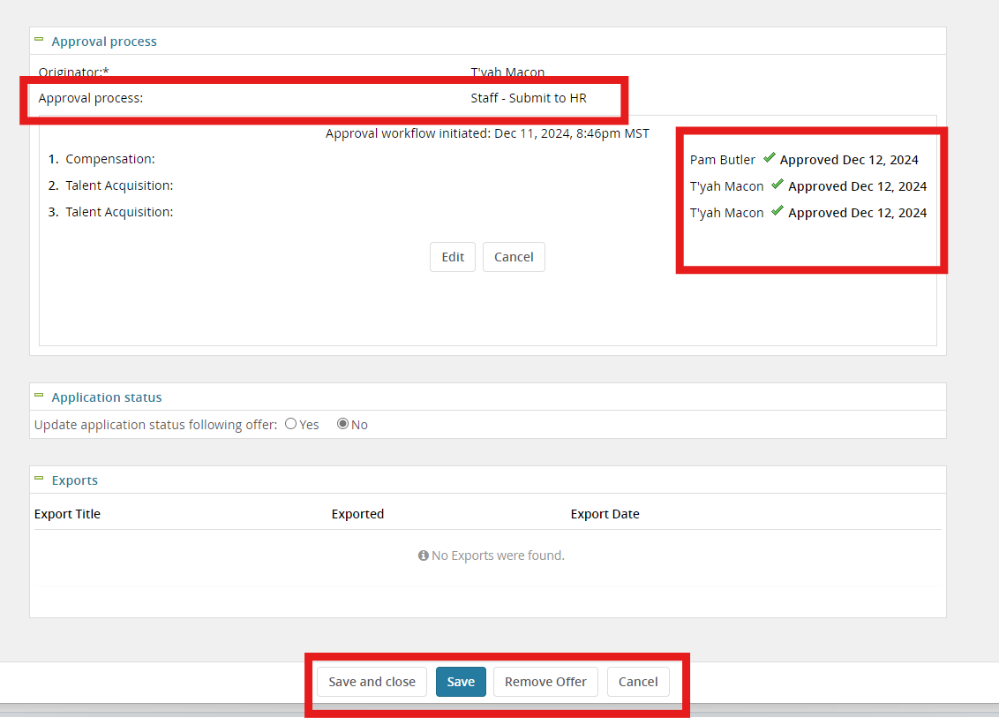 Approval process
Originator:* T'yah Macon
Approval process: Staff - Submit to HR
Approval workflow initiated: Dec 11, 2024, 8:46pm MST
1. Compensation: Pam Butler Approved Dec 12, 2024
2. Talent Acquisition: T'yah Macon Approved Dec 12, 2024
3. Talent Acquisition: T'yah Macon Approved Dec 12, 2024
Edit Cancel
Application status
Update application status following offer: Yes No
Exports
Export Title Exported Export Date
No Exports were found.
Save and close Save Remove Offer Cancel